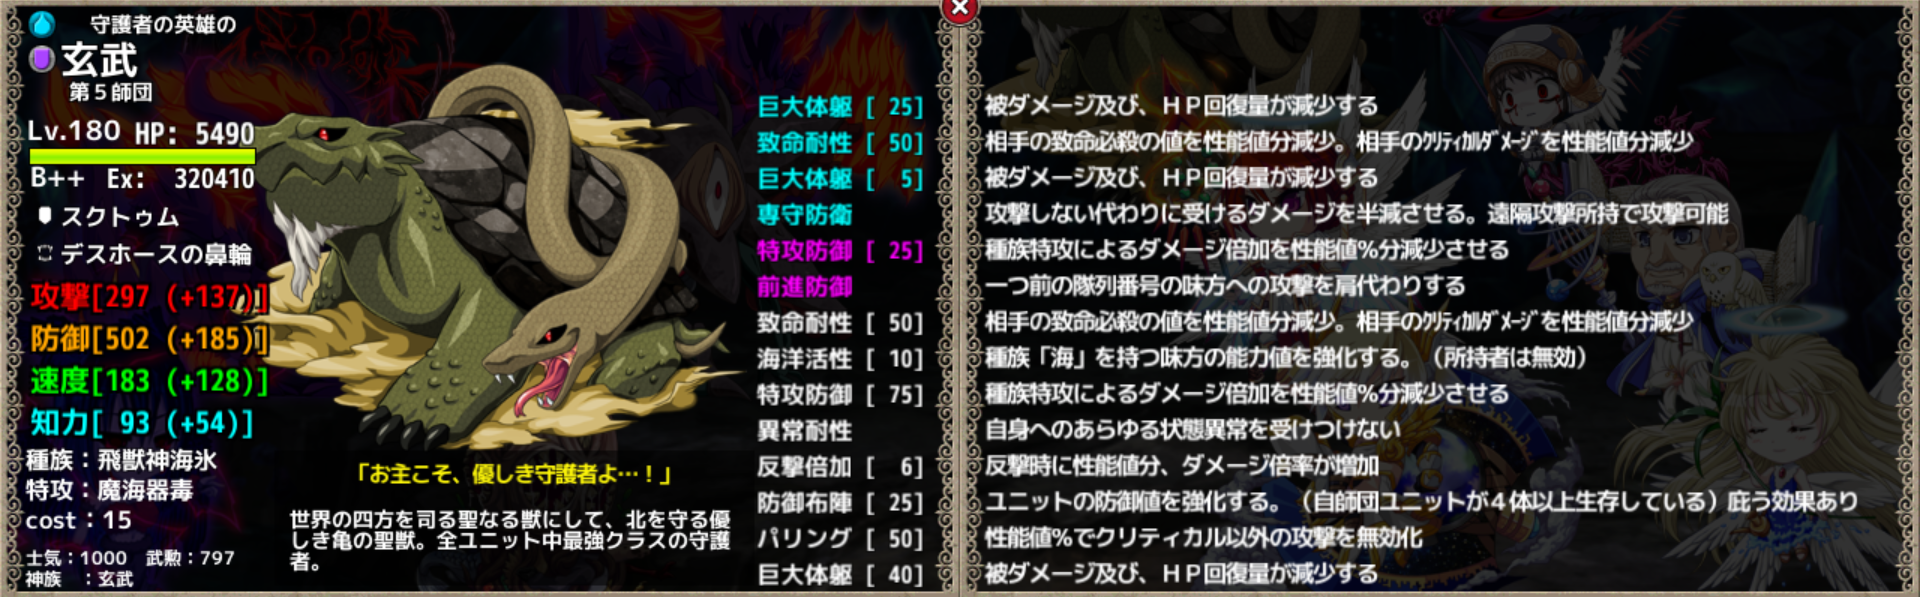 守護者の英雄の
玄武
第５師団
Lv.180 HP: 5490
B++ Ex: 320410
スクトゥム
デスホースの鼻輪
攻撃[297 (+137)]
防御[502 (+185)]
速度[183 (+128)]
知力[ 93 (+54)]
種族：飛獣神海氷
特攻：魔海器毒
cost：15
士気：1000 武勲：797
神族 ：玄武
「お主こそ、優しき守護者よ…！」
世界の四方を司る聖なる獣にして、北を守る優
しき亀の聖獣。全ユニット中最強クラスの守護
者。
巨大体躯 [ 25] 被ダメージ及び、ＨＰ回復量が減少する
致命耐性 [ 50] 相手の致命必殺の値を性能値分減少。相手のｸﾘﾃｨｶﾙﾀﾞﾒｰｼﾞを性能値分減少
巨大体躯 [ 5] 被ダメージ及び、ＨＰ回復量が減少する
専守防衛 攻撃しない代わりに受けるダメージを半減させる。遠隔攻撃所持で攻撃可能
特攻防御 [ 25] 種族特攻によるダメージ倍加を性能値%分減少させる
前進防御 一つ前の隊列番号の味方への攻撃を肩代わりする
致命耐性 [ 50] 相手の致命必殺の値を性能値分減少。相手のｸﾘﾃｨｶﾙﾀﾞﾒｰｼﾞを性能値分減少
海洋活性 [ 10] 種族「海」を持つ味方の能力値を強化する。（所持者は無効）
特攻防御 [ 75] 種族特攻によるダメージ倍加を性能値%分減少させる
異常耐性 自身へのあらゆる状態異常を受けつけない
反撃倍加 [ 6] 反撃時に性能値分、ダメージ倍率が増加
防御布陣 [ 25] ユニットの防御値を強化する。（自師団ユニットが４体以上生存している）庇う効果あり
パリング [ 50] 性能値%でクリティカル以外の攻撃を無効化
巨大体躯 [ 40] 被ダメージ及び、ＨＰ回復量が減少する